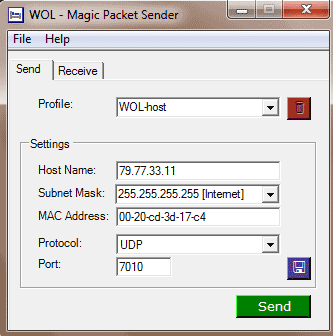 WOL - Magic Packet Sender
File Help
Send Receive
Profile: WOL-host
Settings
Host Name: 79.77.33.11
Subnet Mask: 255.255.255.255 [Internet]
MAC Address: 00-20-cd-3d-17-c4
Protocol: UDP
Port: 7010
Send